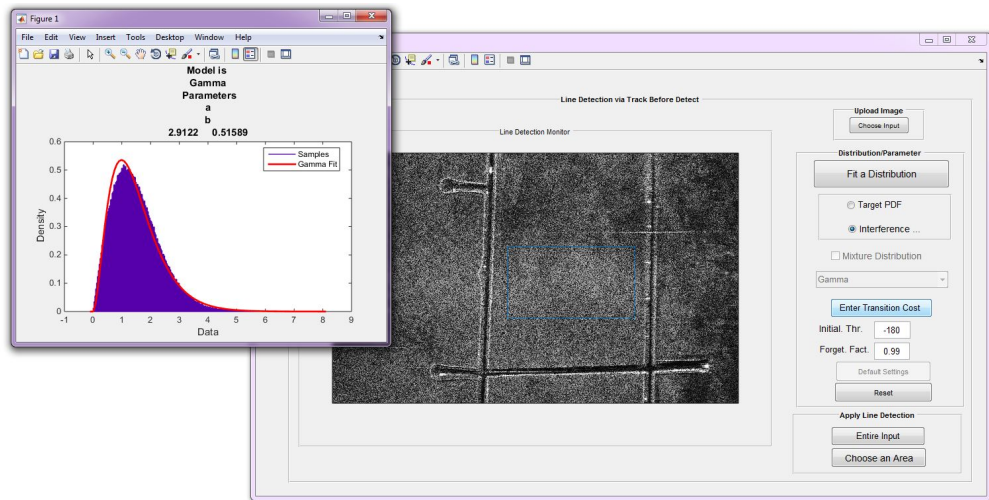 Figure 1
File Edit View Insert Tools Desktop Window Help
Model is
Gamma
Parameters
a
b
2.9122 0.51589
Samples
Gamma Fit
0.6
0.5
0.4
0.3
0.2
0.1
0
-1 0 1 2 3 4 5 6 7 8 9
Density
Data
Line Detection via Track Before Detect
Line Detection Monitor
Upload Image
Choose Input
Distribution/Parameter
Fit a Distribution
Target PDF
Interference ...
Mixture Distribution
Gamma
Enter Transition Cost
Initial. Thr. -180
Forget. Fact. 0.99
Default Settings
Reset
Apply Line Detection
Entire Input
Choose an Area